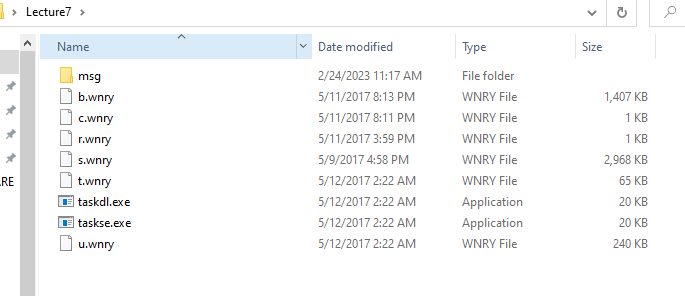 Lecture7
Name Date modified Type Size
msg 2/24/2023 11:17 AM File folder
b.wnry 5/11/2017 8:13 PM WNRY File 1,407 KB
c.wnry 5/11/2017 8:11 PM WNRY File 1 KB
r.wnry 5/11/2017 3:59 PM WNRY File 1 KB
s.wnry 5/9/2017 4:58 PM WNRY File 2,968 KB
t.wnry 5/12/2017 2:22 AM WNRY File 65 KB
ARE
taskdl.exe 5/12/2017 2:22 AM Application 20 KB
taskse.exe 5/12/2017 2:22 AM Application 20 KB
u.wnry 5/12/2017 2:22 AM WNRY File 240 KB